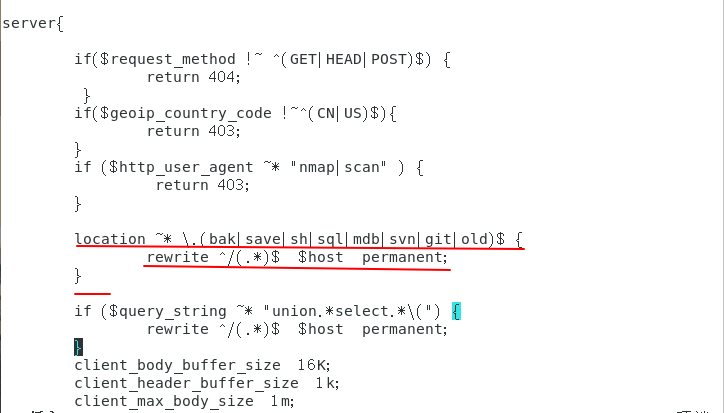 server{
if($request_method !~ ^(GET|HEAD|POST)$) {
return 404;
}
if($geoip_country_code !~^(CN|US)$){
return 403;
}
if ($http_user_agent ~* "nmap|scan" ) {
return 403;
}
location ~* \.(bak|save|sh|sql|mdb|svn|git|old)$ {
rewrite ^/(.*)$  $host  permanent;
}
if ($query_string ~* "union.*select.*\(") {
rewrite ^/(.*)$  $host  permanent;
}
client_body_buffer_size  16K;
client_header_buffer_size  1k;
client_max_body_size  1m;